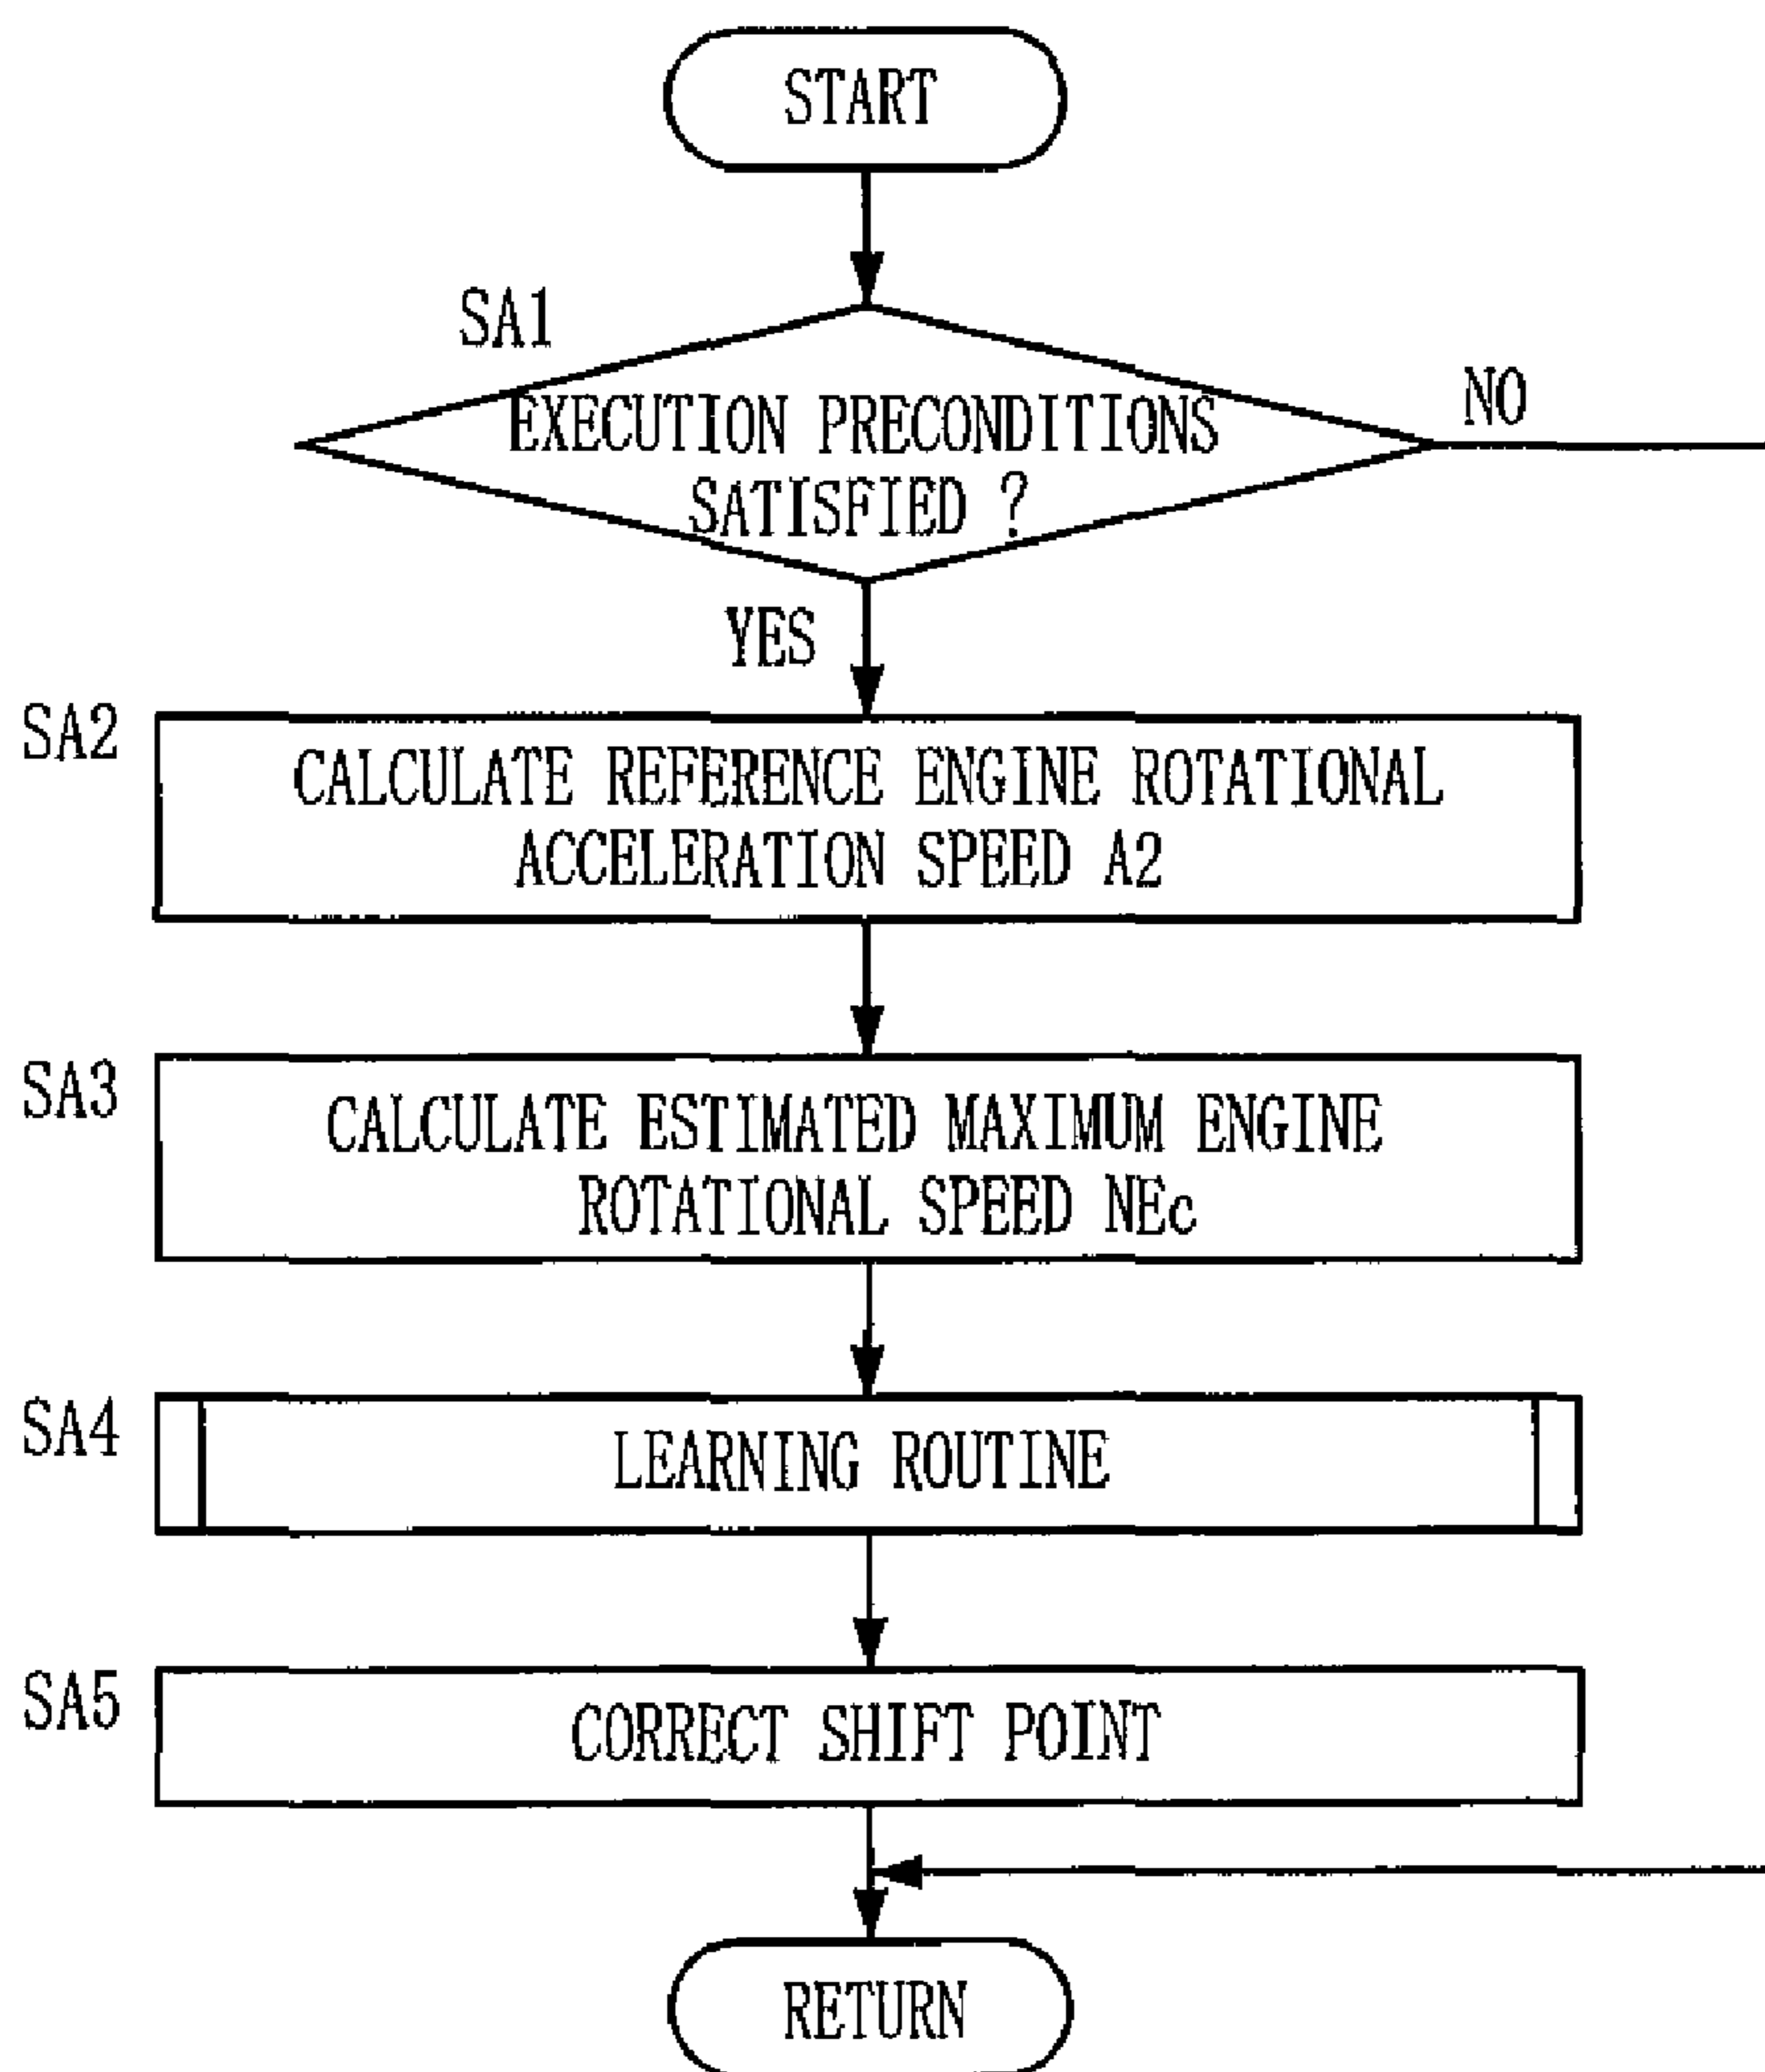 START
SA1
NO
EXECUTION PRECONDITIONS
SATISFIED ?
YES
SA2
CALCULATE REFERENCE ENGINE ROTATIONAL
ACCELERATION SPEED A2
SA3
CALCULATE ESTIMATED MAXIMUM ENGINE
ROTATIONAL SPEED NEc
SA4
LEARNING ROUTINE
SA5
CORRECT SHIFT POINT
RETURN